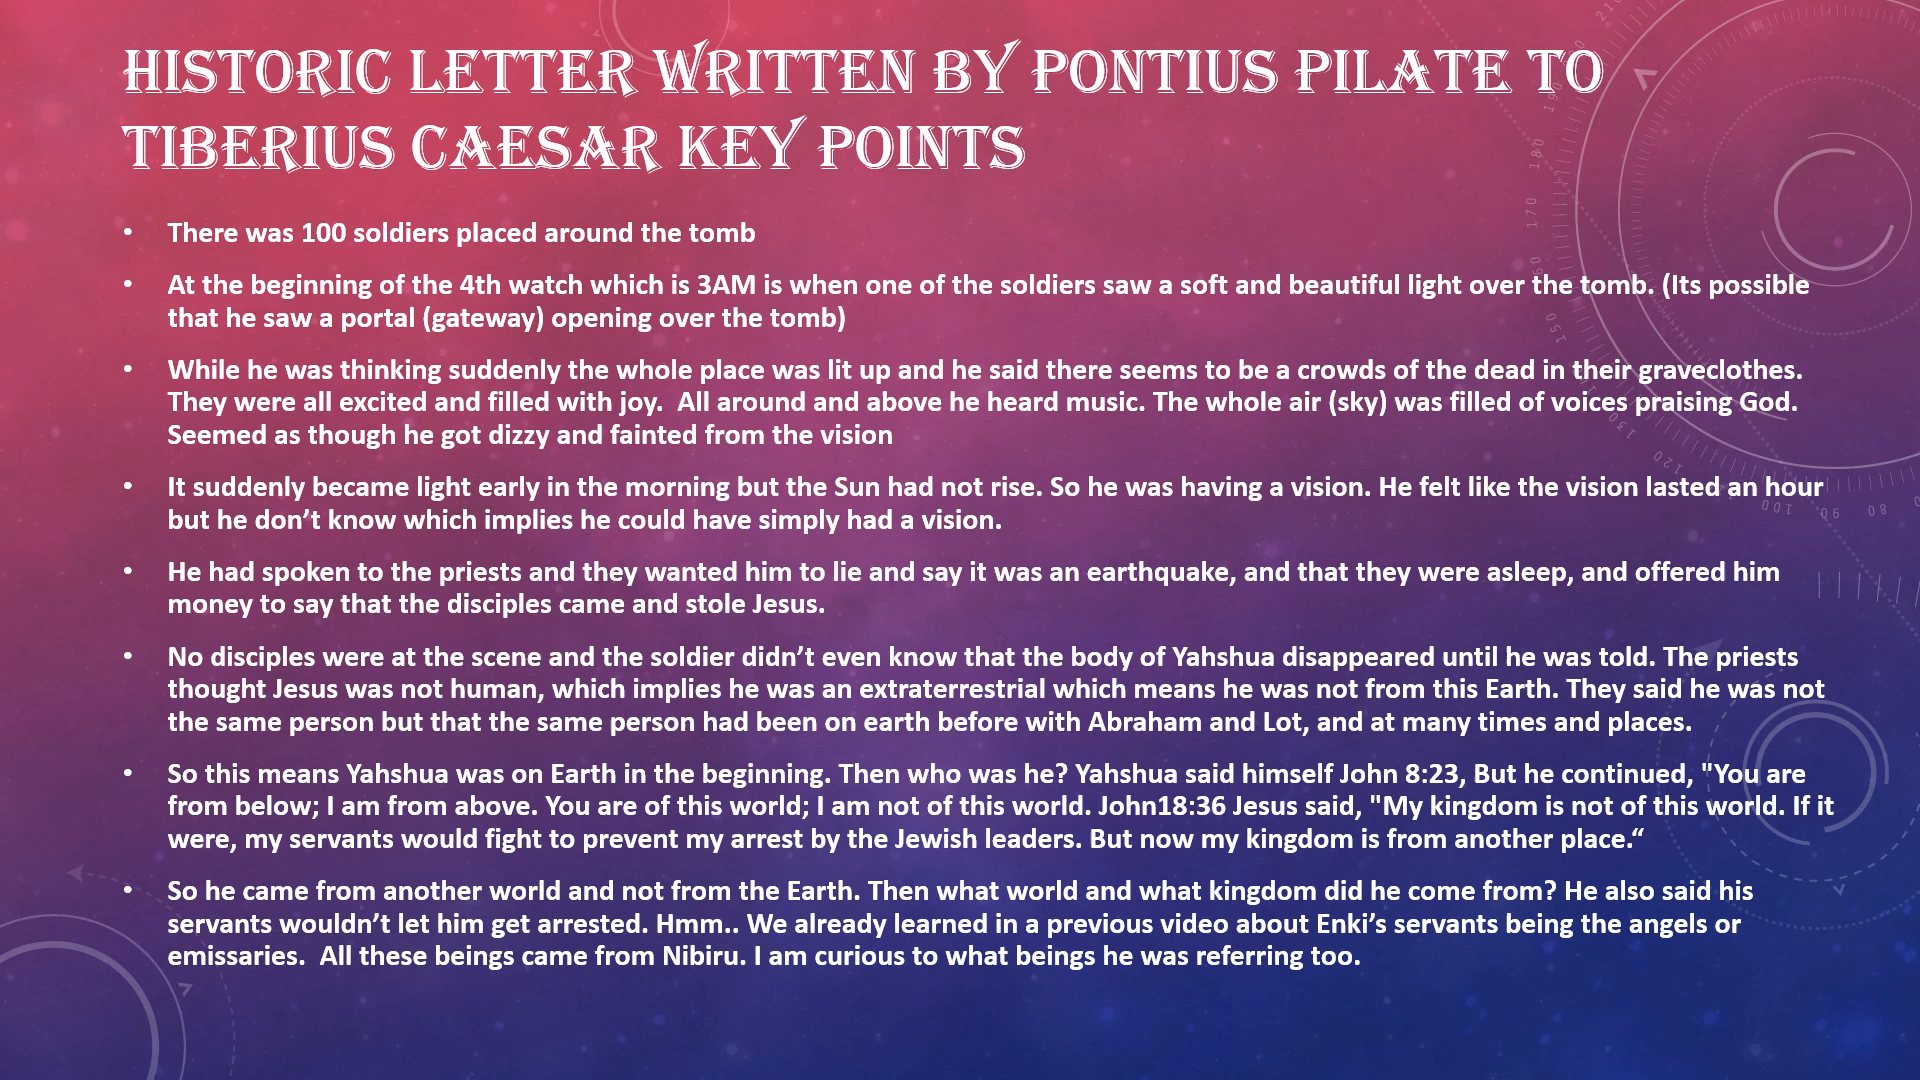 HISTORIC LETTER WRITTEN BY PONTIUS PILATE TO
TIBERIUS CAESAR KEY POINTS
• There was 100 soldiers placed around the tomb
• At the beginning of the 4th watch which is 3AM is when one of the soldiers saw a soft and beautiful light over the tomb. (Its possible
that he saw a portal (gateway) opening over the tomb)
• While he was thinking suddenly the whole place was lit up and he said there seems to be a crowds of the dead in their graveclothes.
They were all excited and filled with joy.  All around and above he heard music. The whole air (sky) was filled of voices praising God.
Seemed as though he got dizzy and fainted from the vision
• It suddenly became light early in the morning but the Sun had not rise. So he was having a vision. He felt like the vision lasted an hour
but he don’t know which implies he could have simply had a vision.
• He had spoken to the priests and they wanted him to lie and say it was an earthquake, and that they were asleep, and offered him
money to say that the disciples came and stole Jesus.
• No disciples were at the scene and the soldier didn’t even know that the body of Yahshua disappeared until he was told. The priests
thought Jesus was not human, which implies he was an extraterrestrial which means he was not from this Earth. They said he was not
the same person but that the same person had been on earth before with Abraham and Lot, and at many times and places.
• So this means Yahshua was on Earth in the beginning. Then who was he? Yahshua said himself John 8:23, But he continued, "You are
from below; I am from above. You are of this world; I am not of this world. John18:36 Jesus said, "My kingdom is not of this world. If it
were, my servants would fight to prevent my arrest by the Jewish leaders. But now my kingdom is from another place.“
• So he came from another world and not from the Earth. Then what world and what kingdom did he come from? He also said his
servants wouldn’t let him get arrested. Hmm.. We already learned in a previous video about Enki’s servants being the angels or
emissaries.  All these beings came from Nibiru. I am curious to what beings he was referring too.
190
180
170
150
130
120
100
90
80